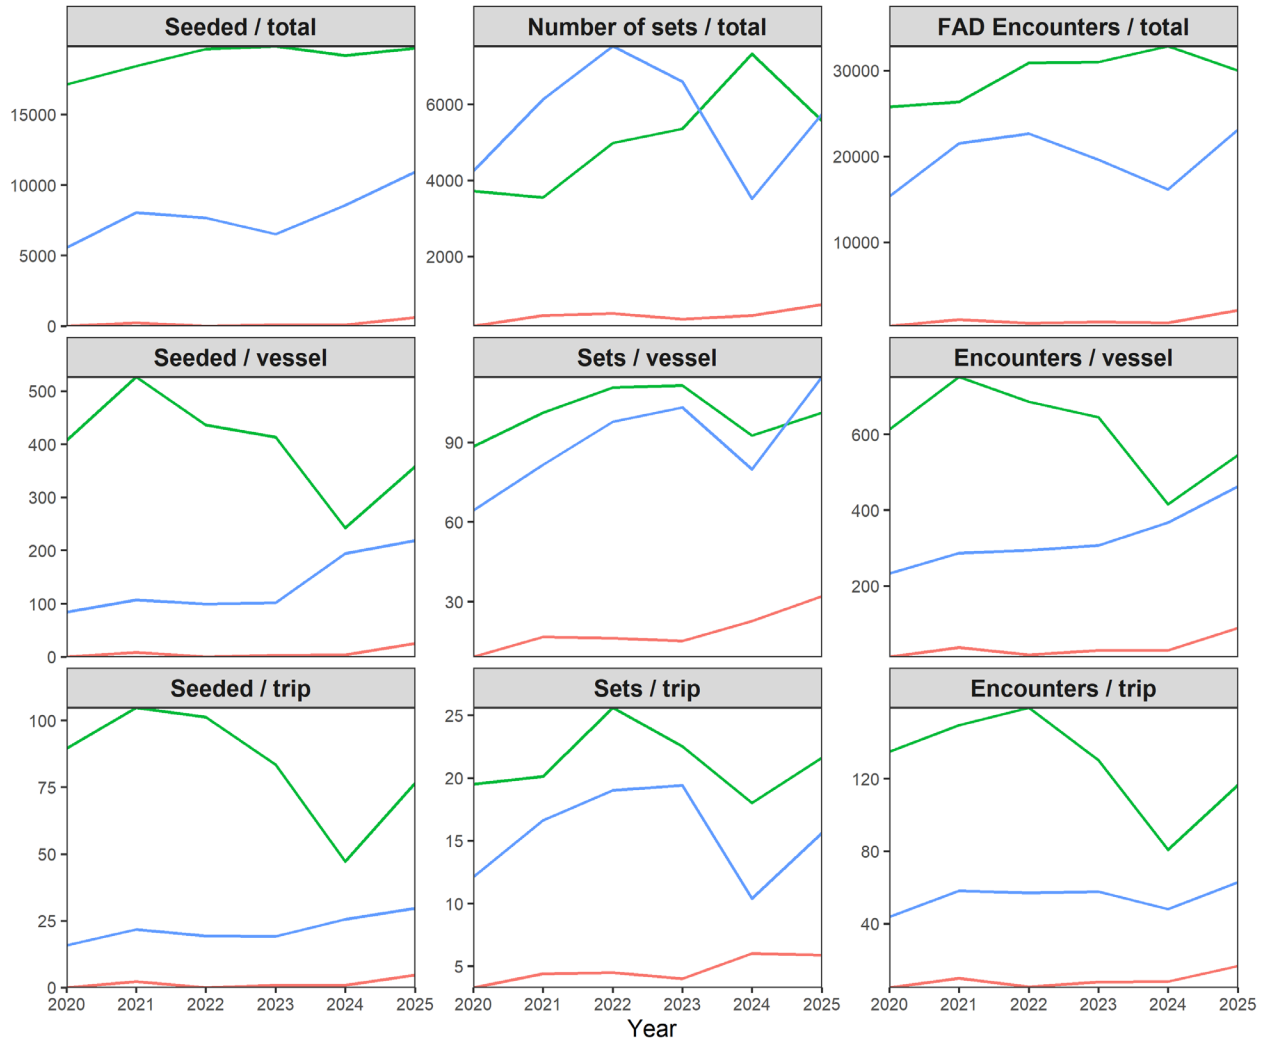 Seeded / total
Number of sets / total
FAD Encounters / total
15000
10000
5000
0
6000
4000
2000
30000
20000
10000
Seeded / vessel
Sets / vessel
Encounters / vessel
500
400
300
200
100
0
90
60
30
600
400
200
Seeded / trip
Sets / trip
Encounters / trip
100
75
50
25
0
25
20
15
10
5
120
80
40
2020 2021 2022 2023 2024 2025
2020 2021 2022 2023 2024 2025
2020 2021 2022 2023 2024 2025
Year